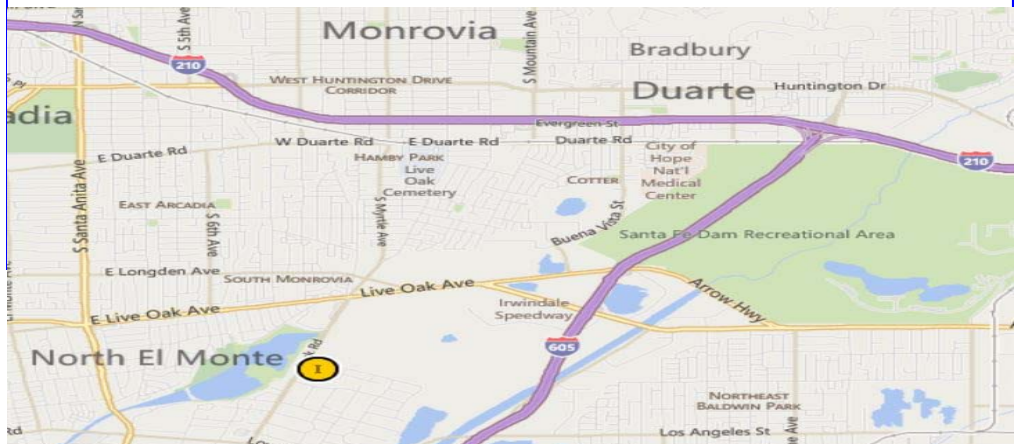 Monrovia
Bradbury
Duarte
Huntington Dr
S 5th Ave
S Mountain Ave
210
WEST HUNTINGTON DRIVE
CORRIDOR
adia
Evergreen St
E Duarte Rd
W Duarte Rd
E Duarte Rd
Duarte Rd
HAMBY PARK
Live
Oak
Cemetery
City of
Hope
Nat'l
Medical
Center
COTTER
210
EAST ARCADIA
S Santa Anita Ave
S 6th Ave
S Myrtle Ave
Buena Vista St
Santa Fe Dam Recreational Area
E Longden Ave
SOUTH MONROVIA
Live Oak Ave
E Live Oak Ave
Irwindale
Speedway
Arrow Hwy
605
North El Monte
Rd
I
NORTHEAST
BALDWIN PARK
Los Angeles St
Rd
Ave